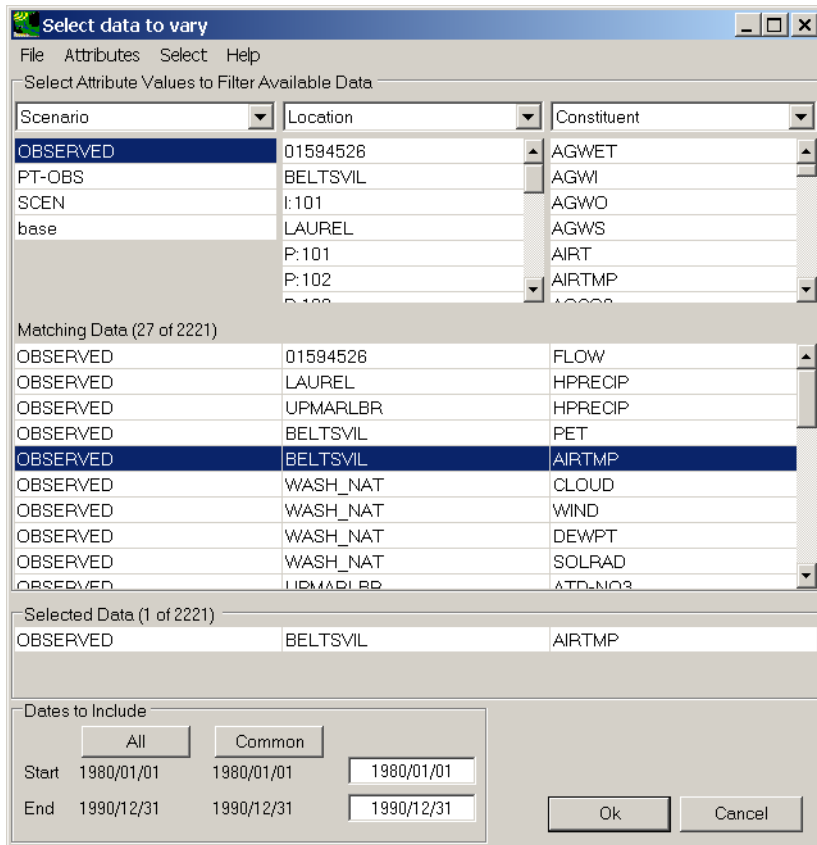 Select data to vary
File Attributes Select Help
Select Attribute Values to Filter Available Data
Scenario Location Constituent
OBSERVED 01594526 AGWET
PT-OBS BELTSVIL AGWI
SCEN I:101 AGWO
base LAUREL AGWS
P:101 AIRT
P:102 AIRTMP
Matching Data (27 of 2221)
OBSERVED 01594526 FLOW
OBSERVED LAUREL HPRECIP
OBSERVED UPMARLBR HPRECIP
OBSERVED BELTSVIL PET
OBSERVED BELTSVIL AIRTMP
OBSERVED WASH_NAT CLOUD
OBSERVED WASH_NAT WIND
OBSERVED WASH_NAT DEWPT
OBSERVED WASH_NAT SOLRAD
OBSERVED UPMARLBR ATD-NO3
Selected Data (1 of 2221)
OBSERVED BELTSVIL AIRTMP
Dates to Include
All Common
Start 1980/01/01 1980/01/01 1980/01/01
End 1990/12/31 1990/12/31 1990/12/31
Ok Cancel